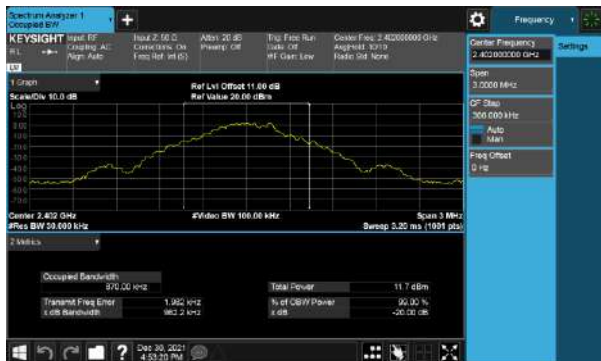 Spectrum Analyzer 1
Occupied BW
Frequency
KEYSIGHT
Input: RF
Coupling: AC
Align: Auto
Input Z: 50 Ω
Corrections: On
Freq Ref: Int (S)
Atten: 20 dB
Preamp: Off
Trig: Free Run
Gate: Off
#IF Gain: Low
Center Freq: 2.402000000 GHz
Avg|Hold: 10/10
Radio Std: None
Center Frequency
2.402000000 GHz
Settings
Span
3.0000 MHz
CF Step
300.000 kHz
Auto
Man
Freq Offset
0 Hz
1 Graph
Scale/Div 10.0 dB
Ref Lvl Offset 11.00 dB
Ref Value 20.00 dBm
Log
Center 2.402 GHz
#Res BW 30.000 kHz
#Video BW 100.00 kHz
Span 3 MHz
Sweep 3.20 ms (1001 pts)
2 Metrics
Occupied Bandwidth
870.00 kHz
Total Power
11.7 dBm
Transmit Freq Error
1.982 kHz
% of OBW Power
99.00 %
x dB Bandwidth
962.2 kHz
x dB
-20.00 dB
?
Dec 30, 2021
4:53:20 PM